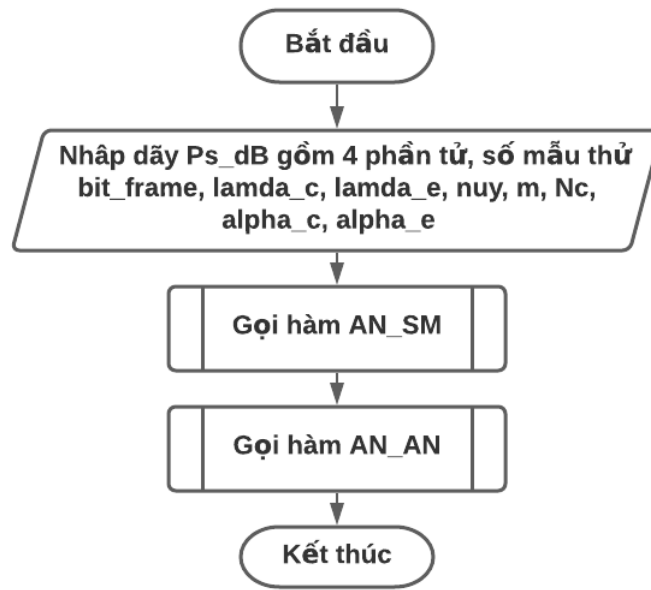 Bắt đầu
Nhâp dãy Ps_dB gồm 4 phần tử, số mẫu thử
bit_frame, lamda_c, lamda_e, nuy, m, Nc,
alpha_c, alpha_e
Gọi hàm AN_SM
Gọi hàm AN_AN
Kết thúc